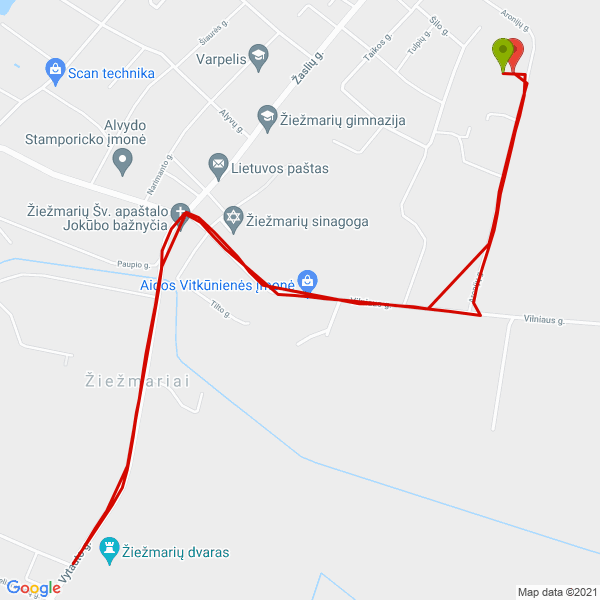 Aronijų g.
Šilo g.
Tulpių g.
Taikos g.
Šiaurės g.
Žaslių g.
Varpelis
Scan technika
Alyvų g.
Žiežmarių gimnazija
Alvydo
Stamporicko įmonė
Narimanto g.
Lietuvos paštas
Žiežmarių Šv. apaštalo
Jokūbo bažnyčia
Žiežmarių sinagoga
Paupio g.
Aidos Vitkūnienės įmonė
Vilniaus g.
Tilto g.
Vilniaus g.
Žiežmariai
Vytauto g.
Žiežmarių dvaras
Google
Map data ©2021